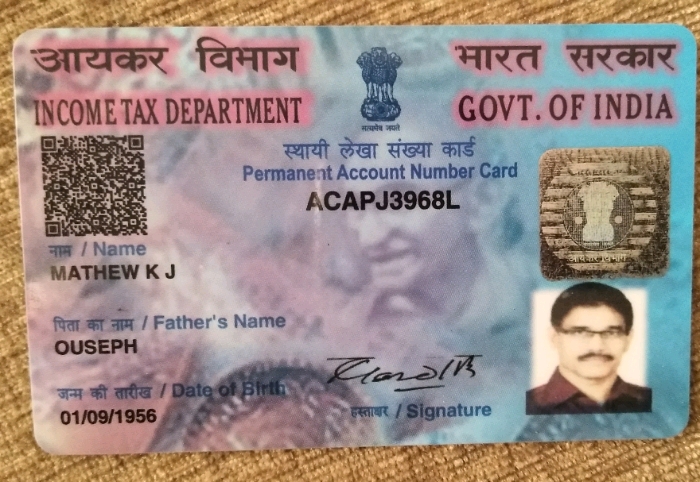 आयकर विभाग
INCOME TAX DEPARTMENT
भारत सरकार
GOVT. OF INDIA
सत्यमेव जयते
स्थायी लेखा संख्या कार्ड
Permanent Account Number Card
ACAPJ3968L
नाम / Name
MATHEW K J
पिता का नाम / Father's Name
OUSEPH
जन्म की तारीख / Date of Birth
01/09/1956
हस्ताक्षर / Signature